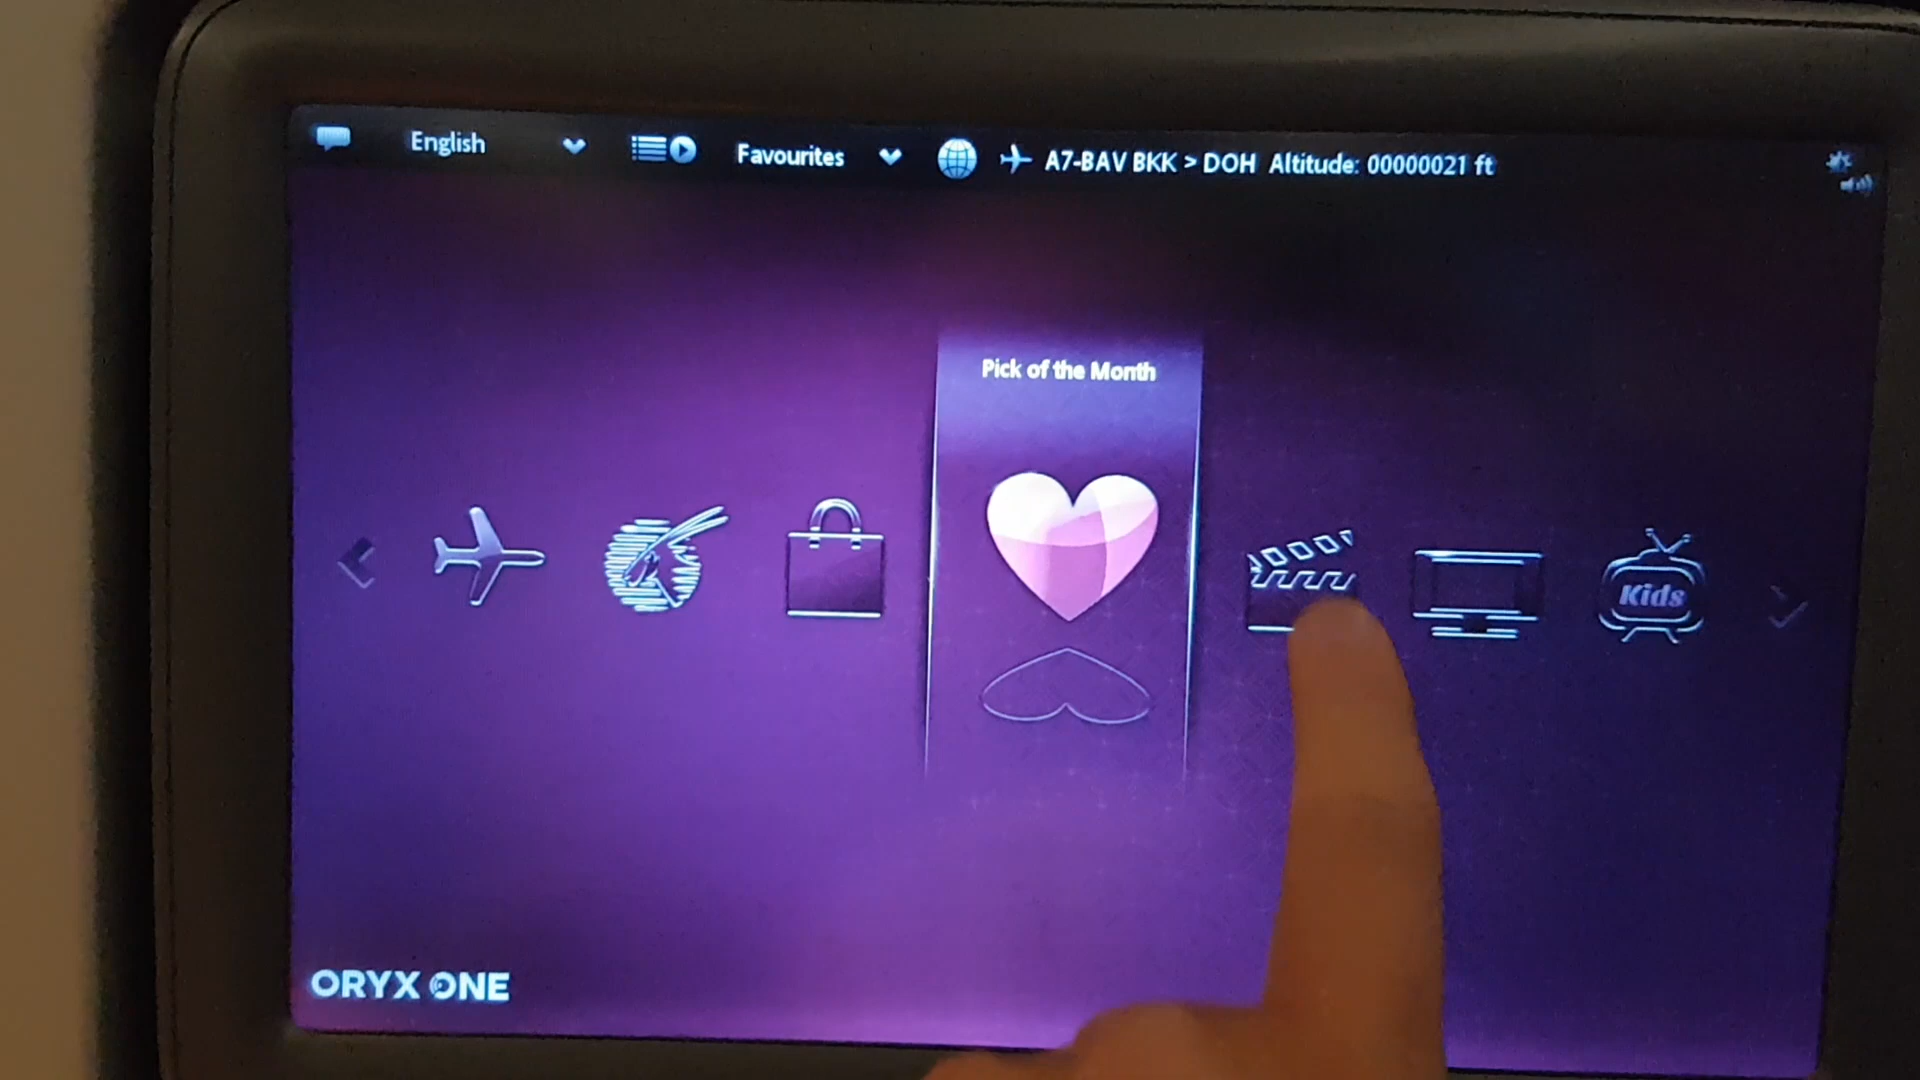 English
Favourites
A7-BAV BKK > DOH Altitude: 00000021 ft
Pick of the Month
Kids
ORYX ONE